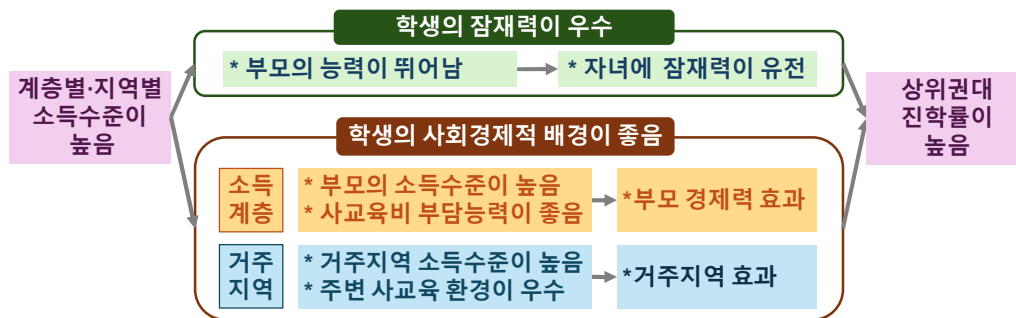 학생의 잠재력이 우수
* 부모의 능력이 뛰어남
* 자녀에 잠재력이 유전
계층별·지역별
소득수준이
높음
상위권대
진학률이
높음
학생의 사회경제적 배경이 좋음
소득
계층
* 부모의 소득수준이 높음
* 사교육비 부담능력이 좋음
*부모 경제력 효과
거주
지역
* 거주지역 소득수준이 높음
* 주변 사교육 환경이 우수
*거주지역 효과